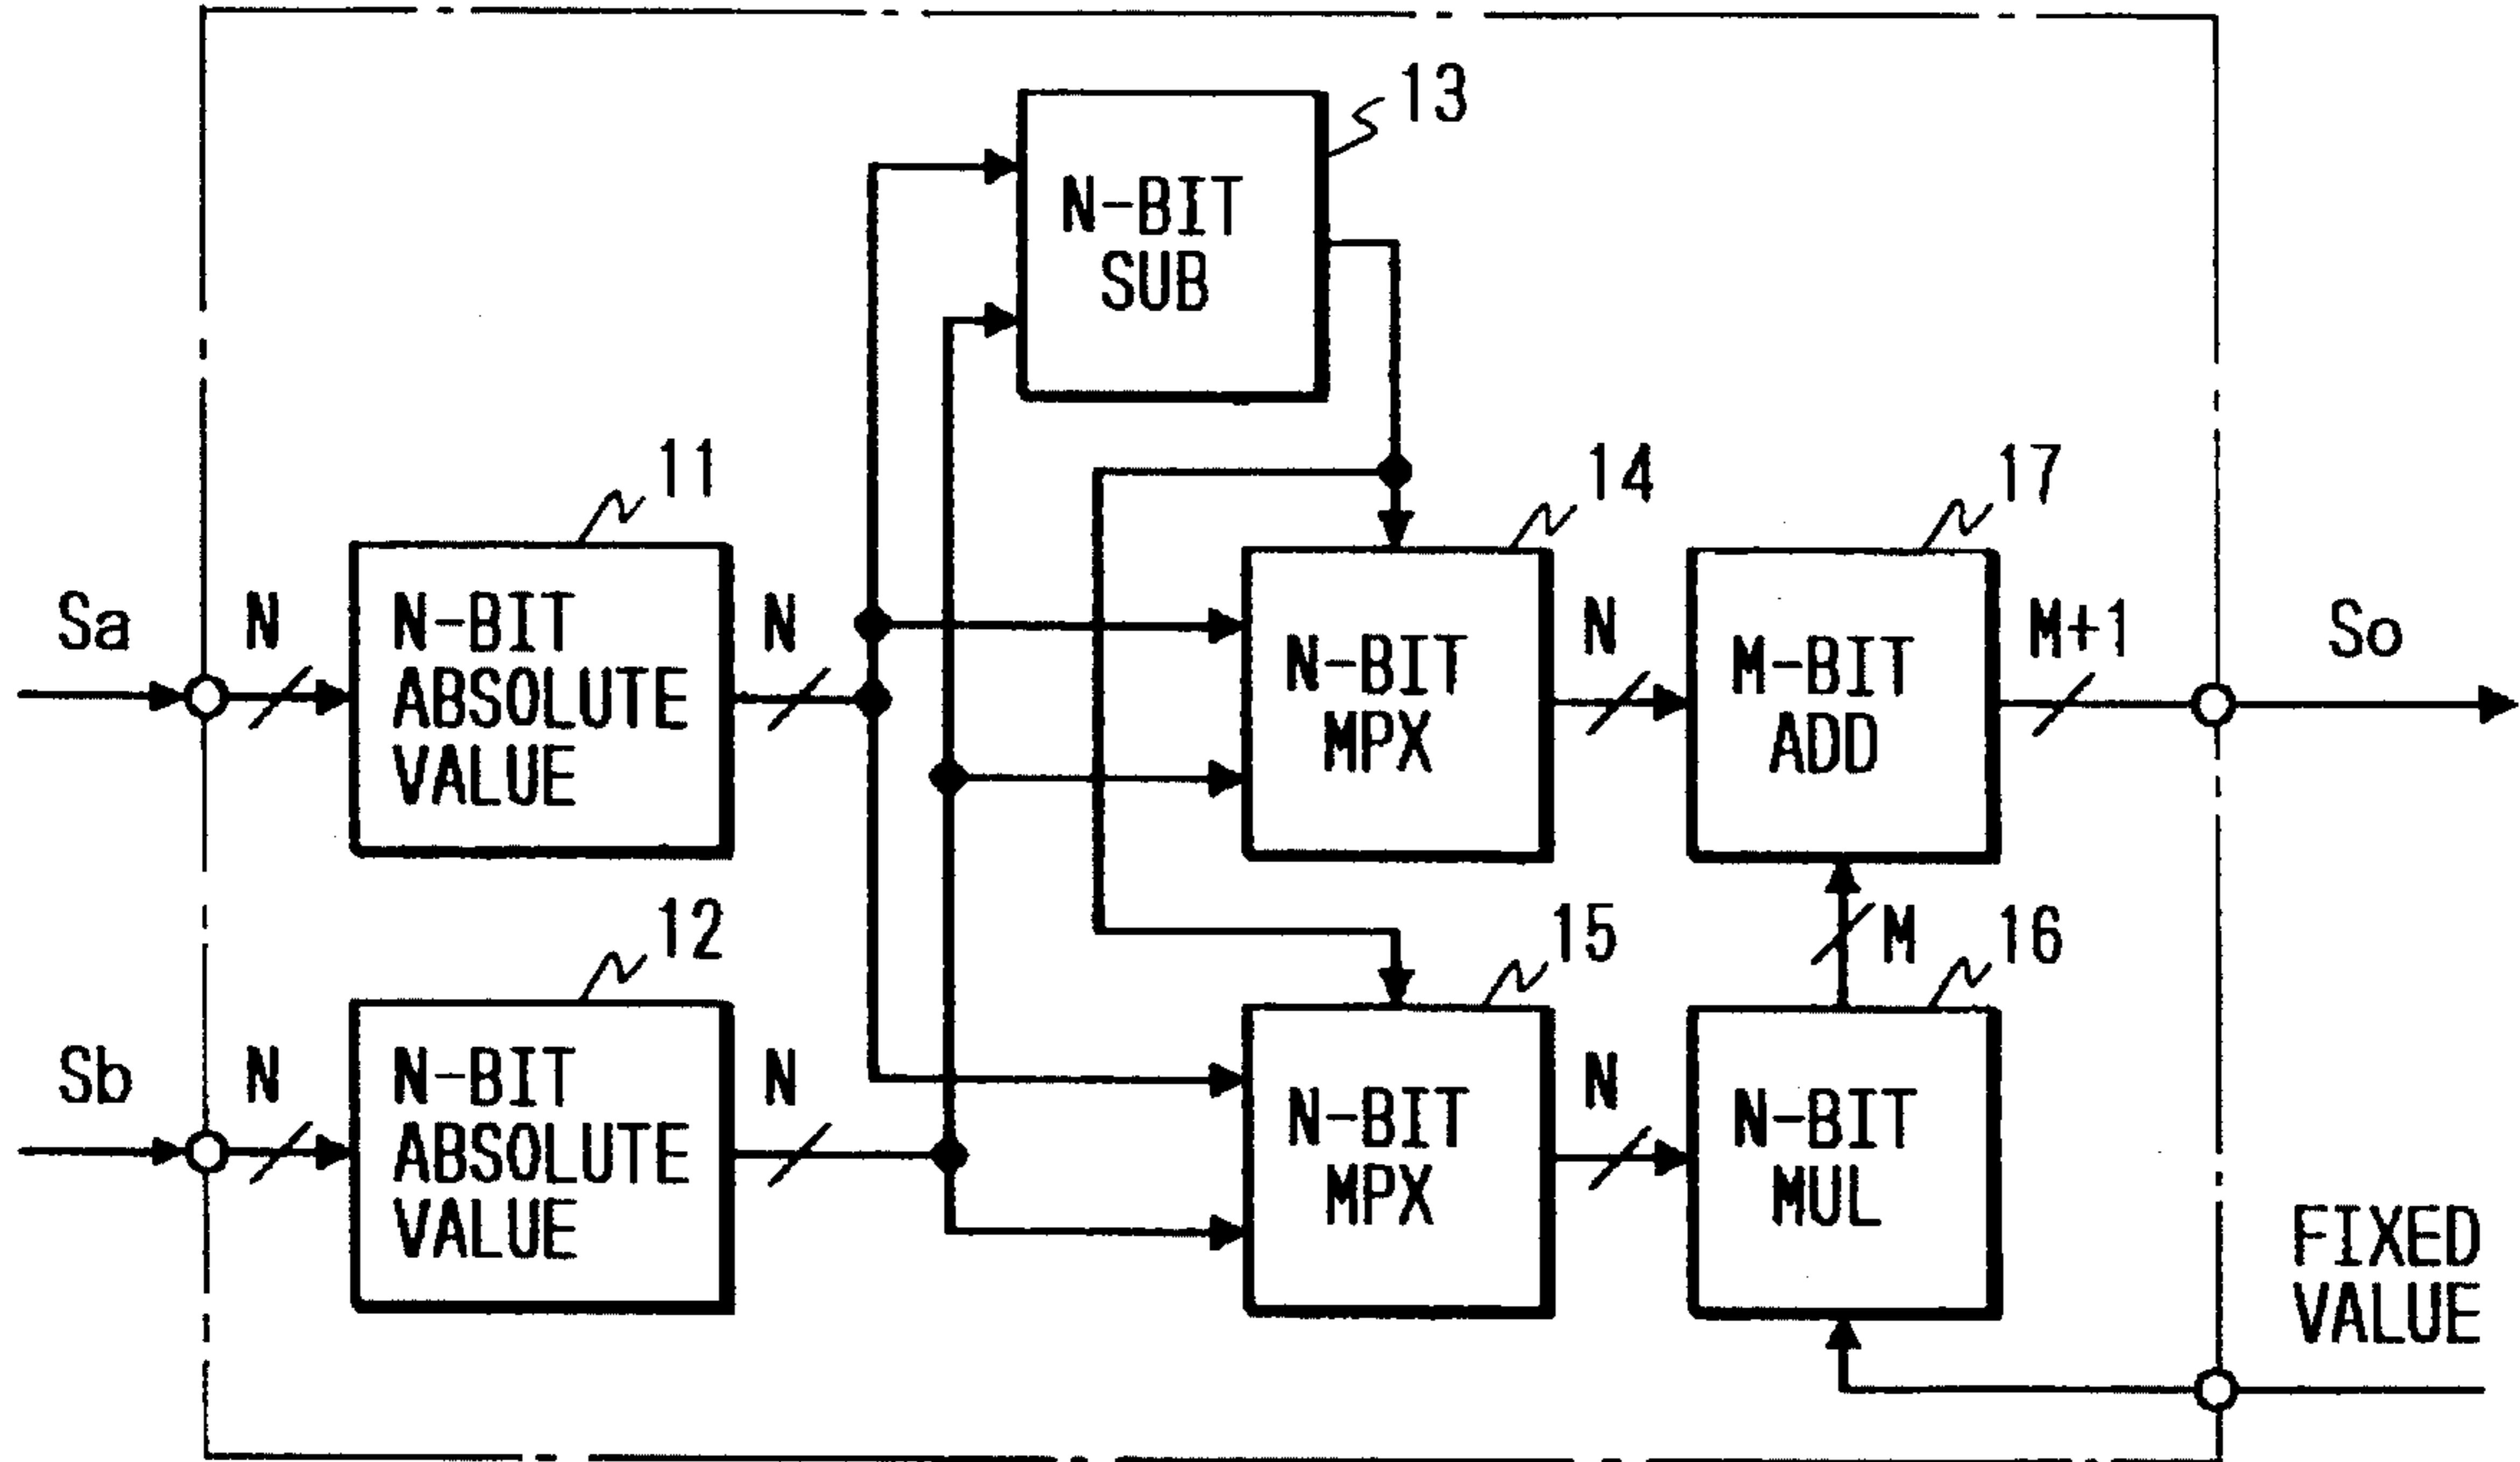 13
N-BIT
SUB
11
14
17
Sa
N
N-BIT
ABSOLUTE
VALUE
N
N-BIT
MPX
N
M-BIT
ADD
M+1
So
12
15
M
16
Sb
N
N-BIT
ABSOLUTE
VALUE
N
N-BIT
MPX
N
N-BIT
MUL
FIXED
VALUE